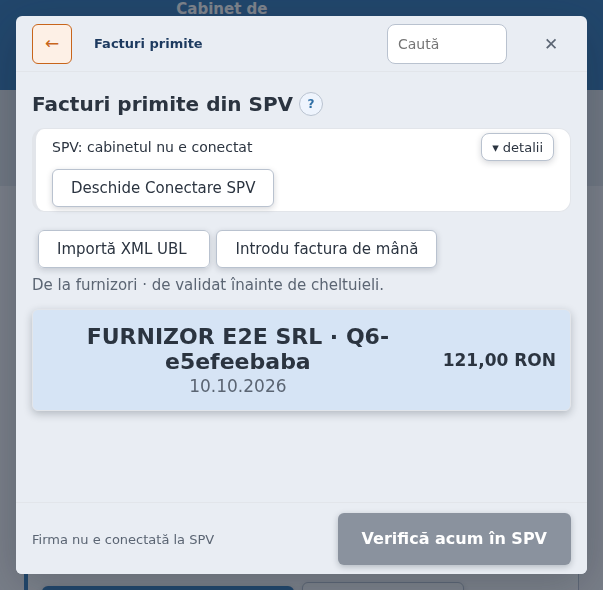 Cabinet de
← Facturi primite Caută ✕
Facturi primite din SPV ?
SPV: cabinetul nu e conectat ▾ detalii
Deschide Conectare SPV
Importă XML UBL Introdu factura de mână
De la furnizori · de validat înainte de cheltuieli.
FURNIZOR E2E SRL · Q6-
e5efeebaba
121,00 RON
10.10.2026
Firma nu e conectată la SPV Verifică acum în SPV